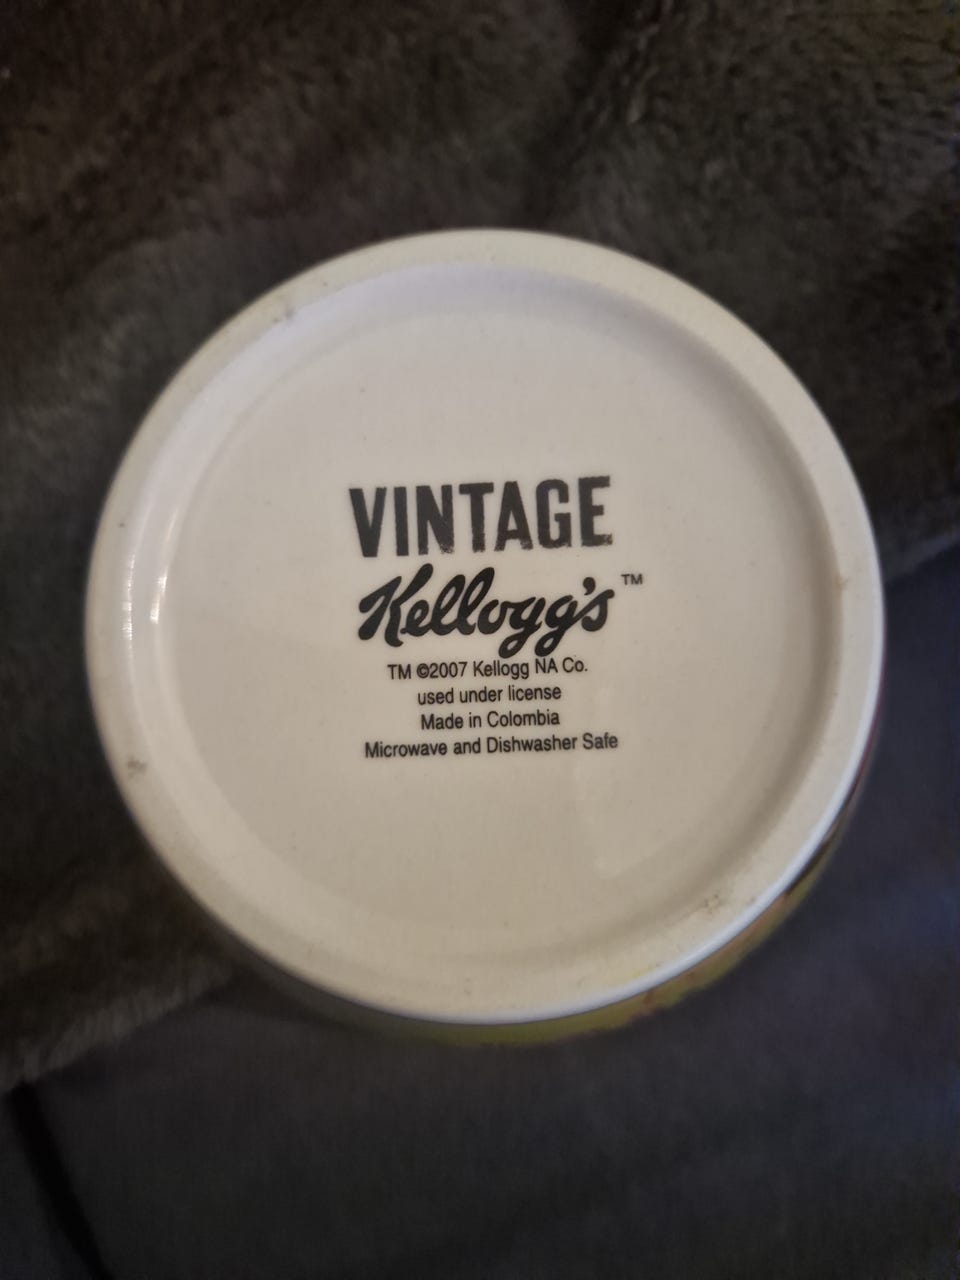 VINTAGE
Kellogg's™
TM ©2007 Kellogg NA Co.
used under license
Made in Colombia
Microwave and Dishwasher Safe